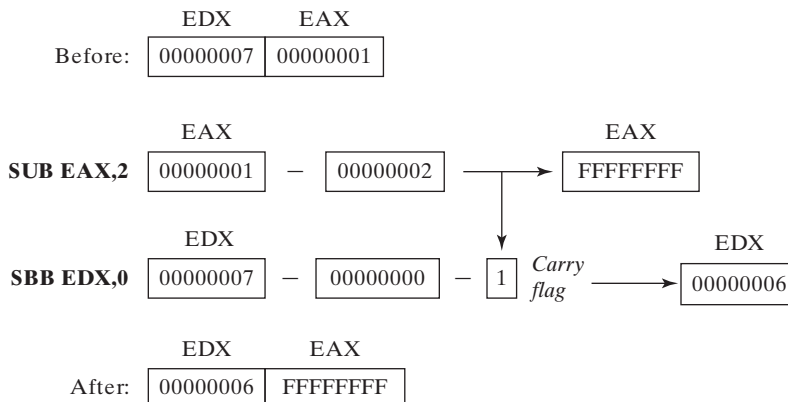 EDX EAX
Before: 00000007 00000001
EAX EAX
SUB EAX,2 00000001 – 00000002 FFFFFFFF
EDX EDX
SBB EDX,0 00000007 – 00000000 – 1 Carry flag 00000006
EDX EAX
After: 00000006 FFFFFFFF